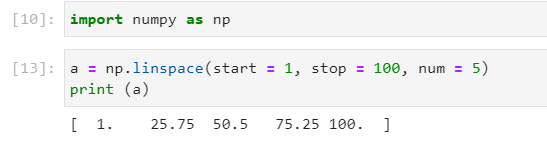 [10]: import numpy as np
[13]: a = np.linspace(start = 1, stop = 100, num = 5)
print (a)
[  1.    25.75  50.5   75.25 100.  ]